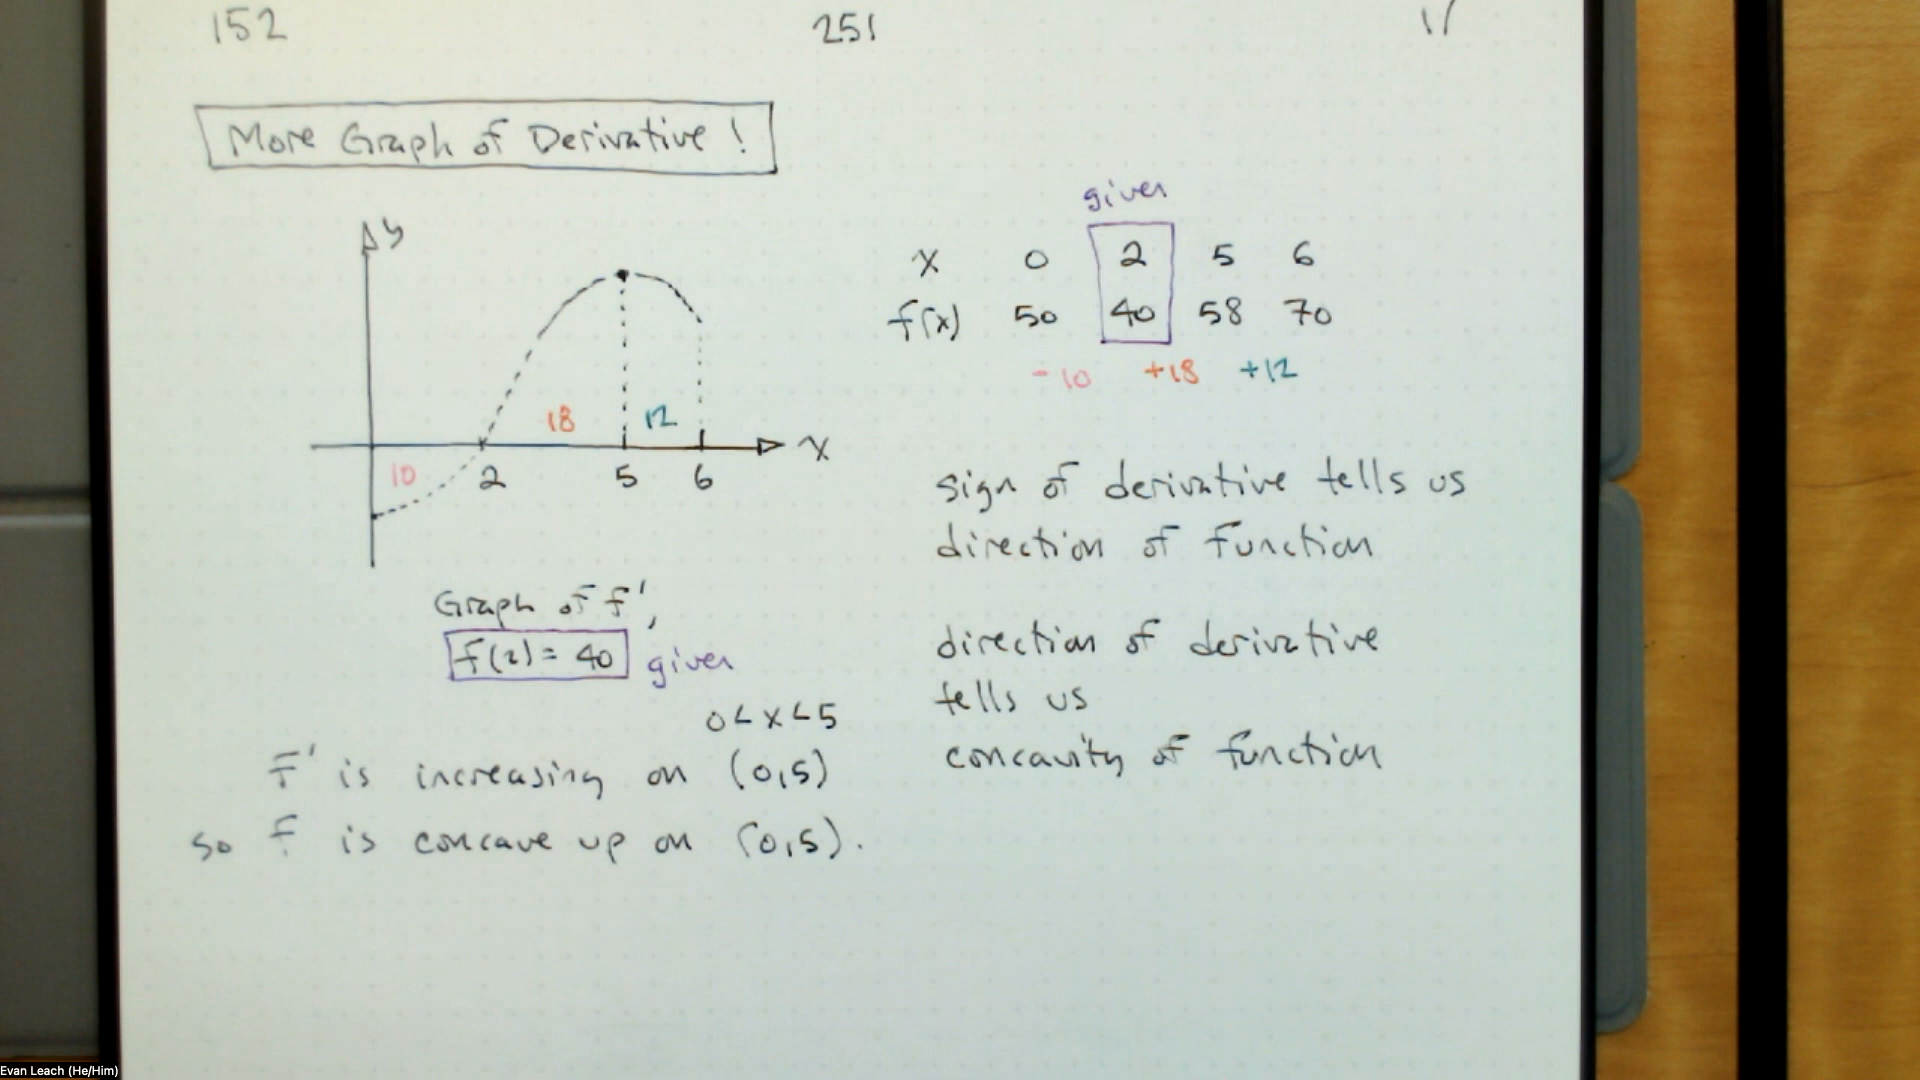 152 251
More Graph of Derivative!
given
y
x 0 2 5 6
f(x) 50 40 58 70
-10 +18 +12
18 12
x
10 2 5 6
sign of derivative tells us
direction of function
Graph of f',
f(2) = 40 given
direction of derivative
tells us
concavity of function
0<x<5
f' is increasing on (0,5)
so f is concave up on (0,5).
Evan Leach (He/Him)